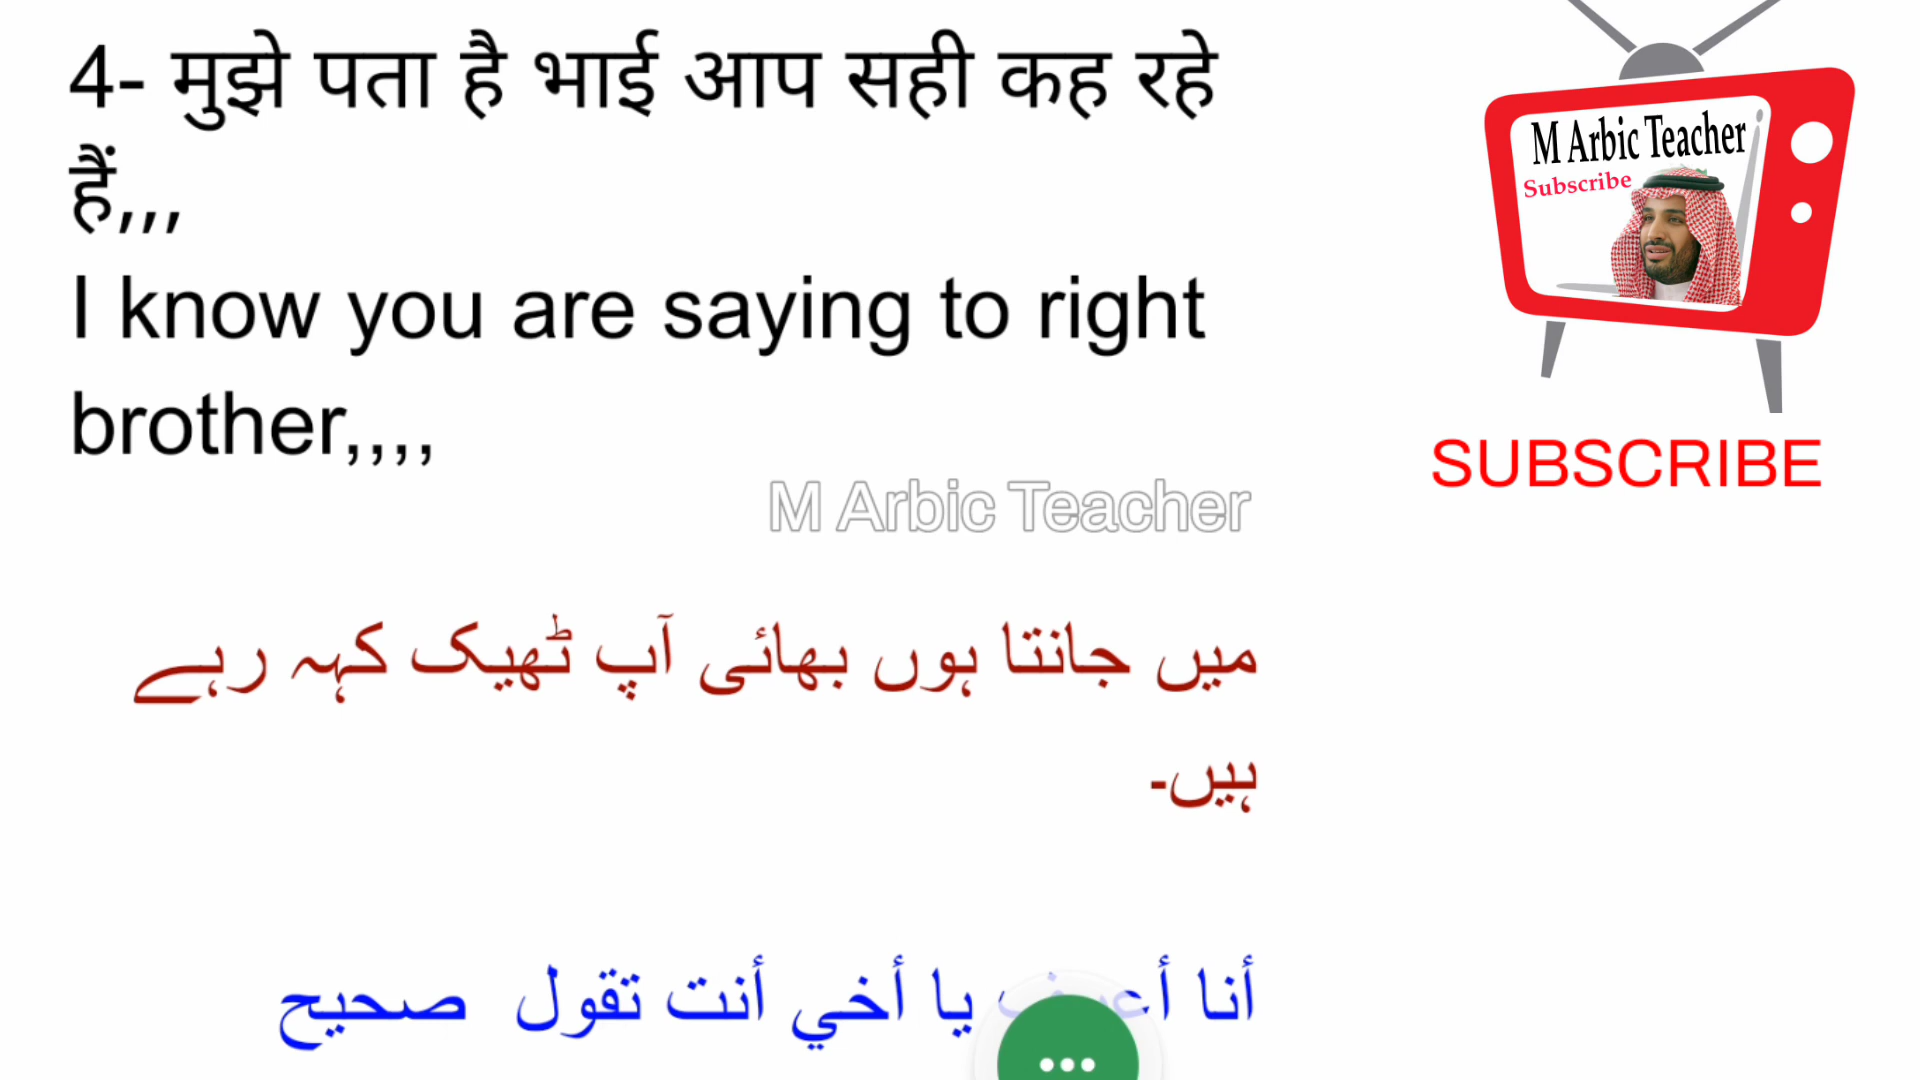 4- मुझे पता है भाई आप सही कह रहे
हैं,,,
I know you are saying to right
brother,,,,
M Arbic Teacher
میں جانتا ہوں بھائی آپ ٹھیک کہہ رہے
ہیں۔
أنا أعرف يا أخي أنت تقول صحيح
M Arbic Teacher
Subscribe
SUBSCRIBE